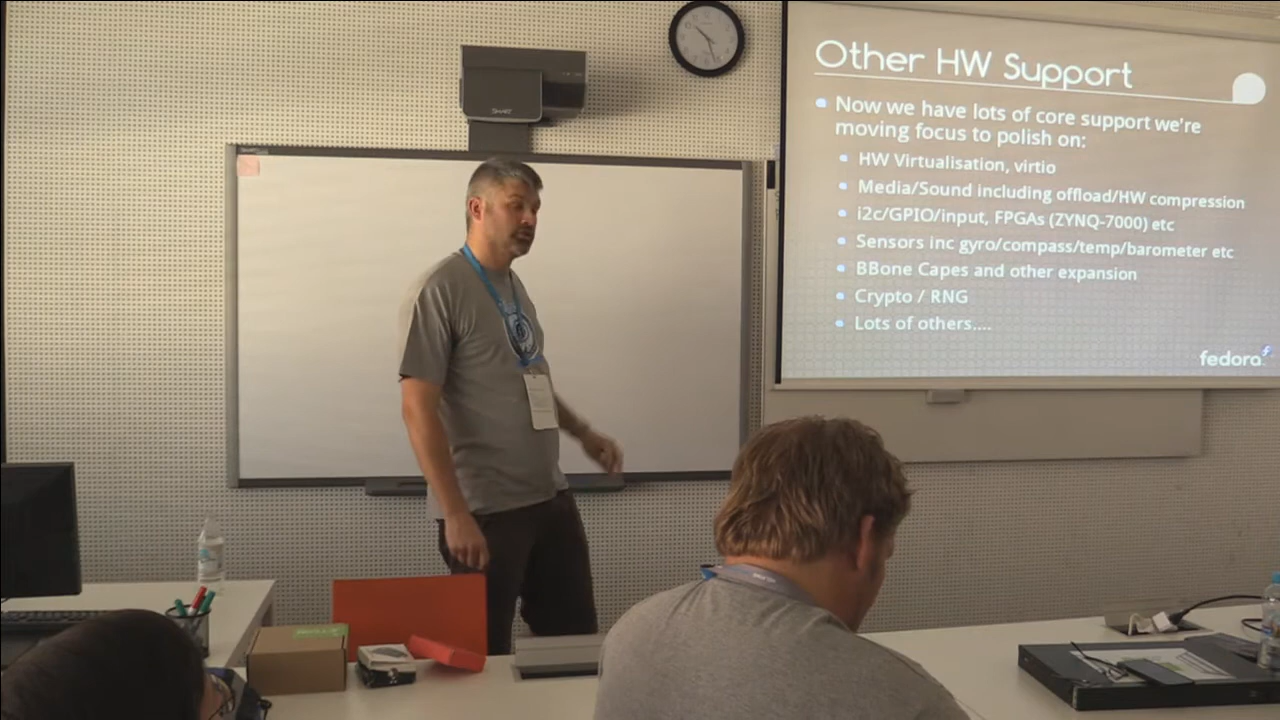 SMART
Other HW Support
Now we have lots of core support we're
moving focus to polish on:
HW Virtualisation, virtio
Media/Sound including offload/HW compression
i2c/GPIO/input, FPGAs (ZYNQ-7000) etc
Sensors inc gyro/compass/temp/barometer etc
BBone Capes and other expansion
Crypto / RNG
Lots of others....
fedora